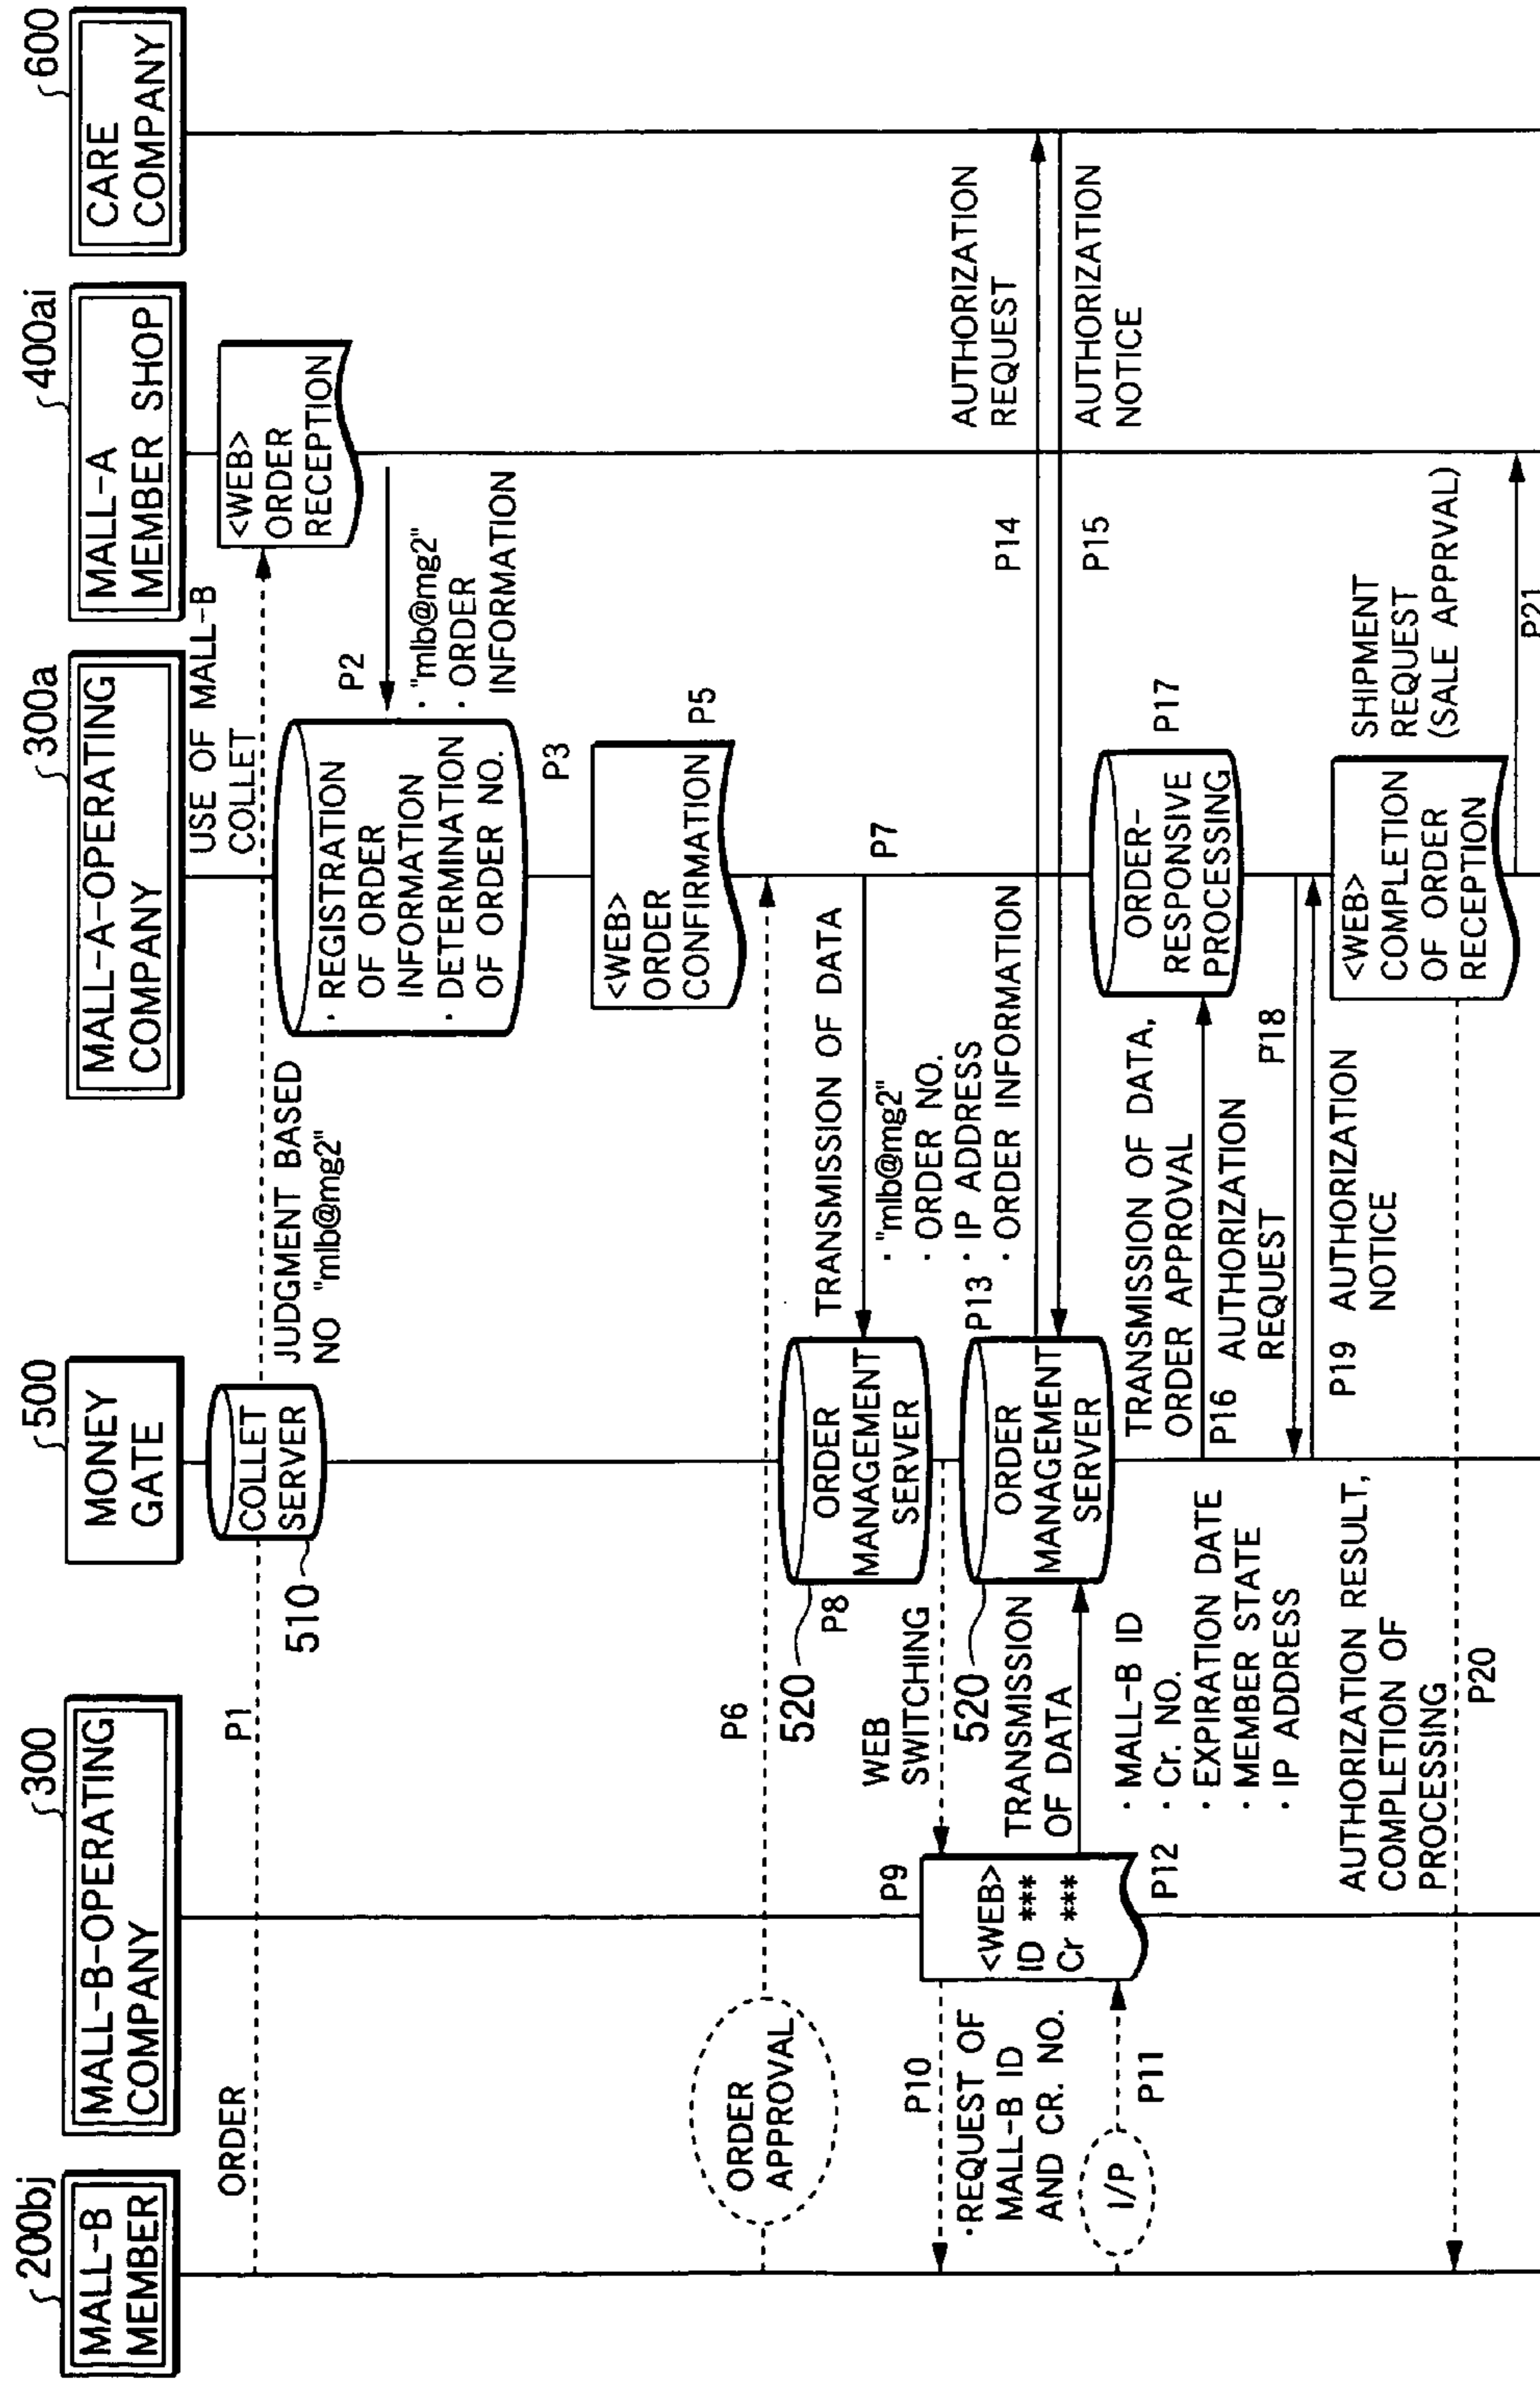 200bj
MALL-B
MEMBER
300
MALL-B-OPERATING
COMPANY
500
MONEY
GATE
300a
MALL-A-OPERATING
COMPANY
400ai
MALL-A
MEMBER SHOP
600
CARE
COMPANY
ORDER
P1
COLLET
SERVER
510
JUDGMENT BASED
NO "mlb@mg2"
USE OF MALL-B
COLLET
<WEB>
ORDER
RECEPTION
P2
· "mlb@mg2"
· ORDER
INFORMATION
· REGISTRATION
OF ORDER
INFORMATION
· DETERMINATION
OF ORDER NO.
P3
<WEB>
ORDER
CONFIRMATION
P5
ORDER
APPROVAL
P6
TRANSMISSION OF DATA
P7
· "mlb@mg2"
· ORDER NO.
· IP ADDRESS
· ORDER INFORMATION
ORDER
MANAGEMENT
SERVER
520
P8
WEB
SWITCHING
P9
<WEB>
ID ***
Cr ***
P10
· REQUEST OF
MALL-B ID
AND CR. NO.
I/P
P11
P12
520
TRANSMISSION
OF DATA
· MALL-B ID
· Cr. NO.
· EXPIRATION DATE
· MEMBER STATE
· IP ADDRESS
P13
ORDER
MANAGEMENT
SERVER
P14
AUTHORIZATION
REQUEST
P15
AUTHORIZATION
NOTICE
TRANSMISSION OF DATA,
ORDER APPROVAL
P16
ORDER-
RESPONSIVE
PROCESSING
P17
AUTHORIZATION
REQUEST
P18
P19
AUTHORIZATION
NOTICE
<WEB>
COMPLETION
OF ORDER
RECEPTION
AUTHORIZATION RESULT,
COMPLETION OF
PROCESSING
P20
SHIPMENT
REQUEST
(SALE APPRVAL)
P21